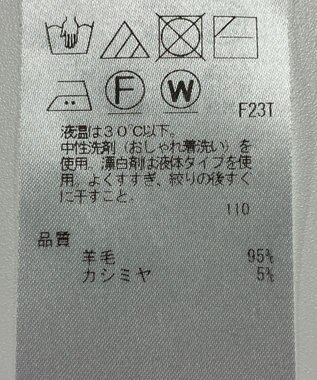 F W F23T
液温は30℃以下。
中性洗剤（おしゃれ着洗い）を
使用。漂白剤は液体タイプを使
用。よくすすぎ、絞りの後すぐ
に干すこと。
110
品質
羊毛 95%
カシミヤ 5%